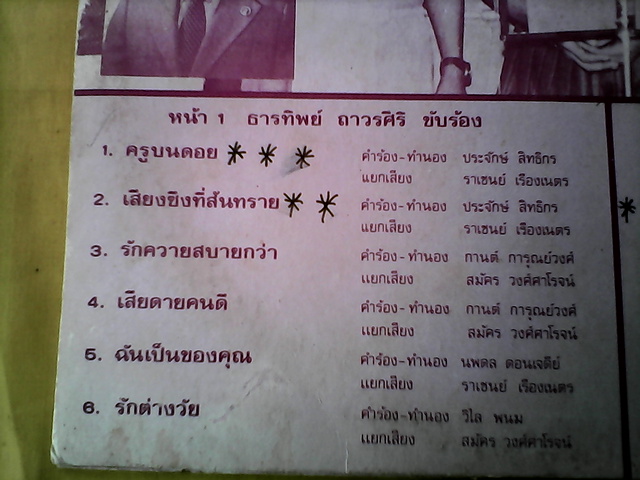 หน้า 1 ธารทิพย์ ถาวรศิริ ขับร้อง
1. ครูบนดอย * * * คำร้อง-ทำนอง ประจักษ์ สิทธิกร
แยกเสียง ราเชนย์ เรืองเนตร
2. เสียงซึงที่สันทราย * * คำร้อง-ทำนอง ประจักษ์ สิทธิกร
แยกเสียง ราเชนย์ เรืองเนตร
3. รักควายสบายกว่า คำร้อง-ทำนอง กานต์ การุณย์วงศ์
แยกเสียง สมัคร วงศ์ศาโรจน์
4. เสียดายคนดี คำร้อง-ทำนอง กานต์ การุณย์วงศ์
แยกเสียง สมัคร วงศ์ศาโรจน์
5. ฉันเป็นของคุณ คำร้อง-ทำนอง นพดล ดอนเจดีย์
แยกเสียง ราเชนย์ เรืองเนตร
6. รักต่างวัย คำร้อง-ทำนอง วิไล พนม
แยกเสียง สมัคร วงศ์ศาโรจน์